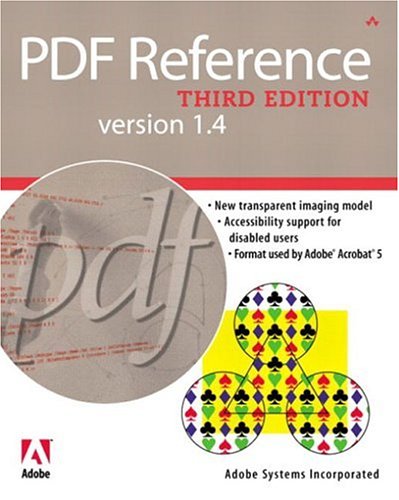 PDF Reference
THIRD EDITION
version 1.4
• New transparent imaging model
• Accessibility support for
disabled users
• Format used by Adobe® Acrobat® 5
pdf
Adobe
Adobe Systems Incorporated